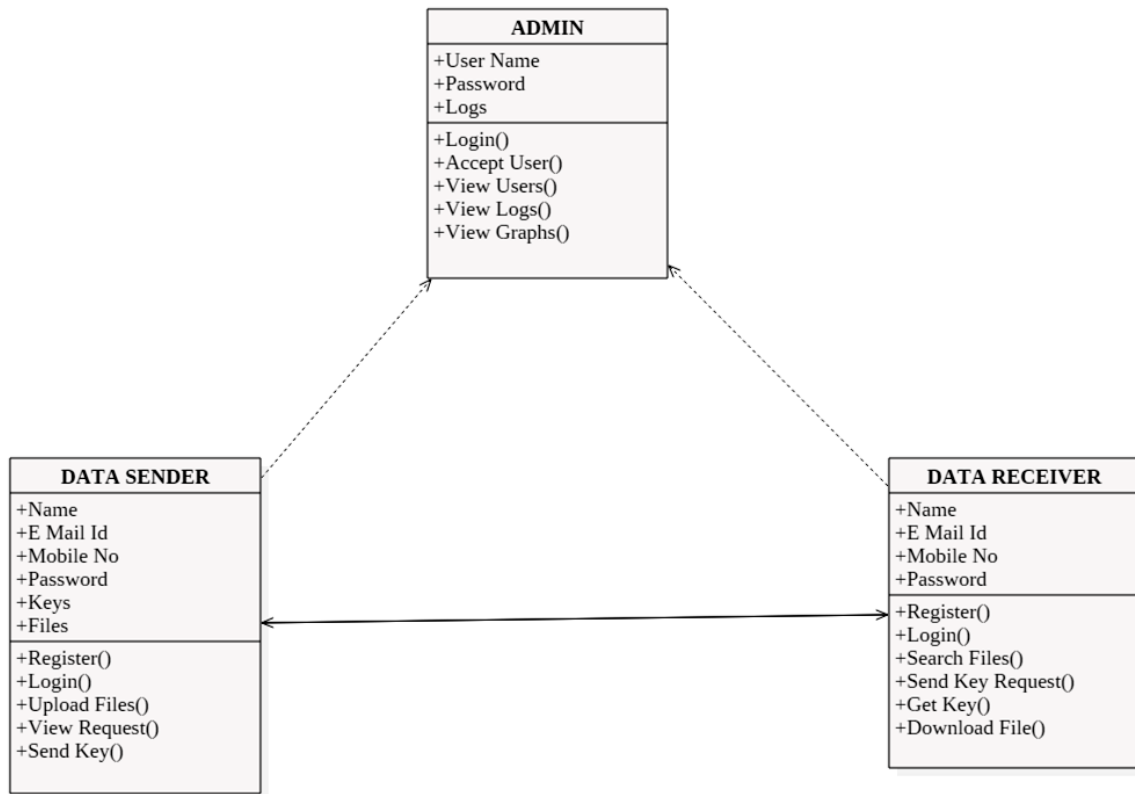 ADMIN
+User Name
+Password
+Logs
+Login()
+Accept User()
+View Users()
+View Logs()
+View Graphs()
DATA SENDER
+Name
+E Mail Id
+Mobile No
+Password
+Keys
+Files
+Register()
+Login()
+Upload Files()
+View Request()
+Send Key()
DATA RECEIVER
+Name
+E Mail Id
+Mobile No
+Password
+Register()
+Login()
+Search Files()
+Send Key Request()
+Get Key()
+Download File()